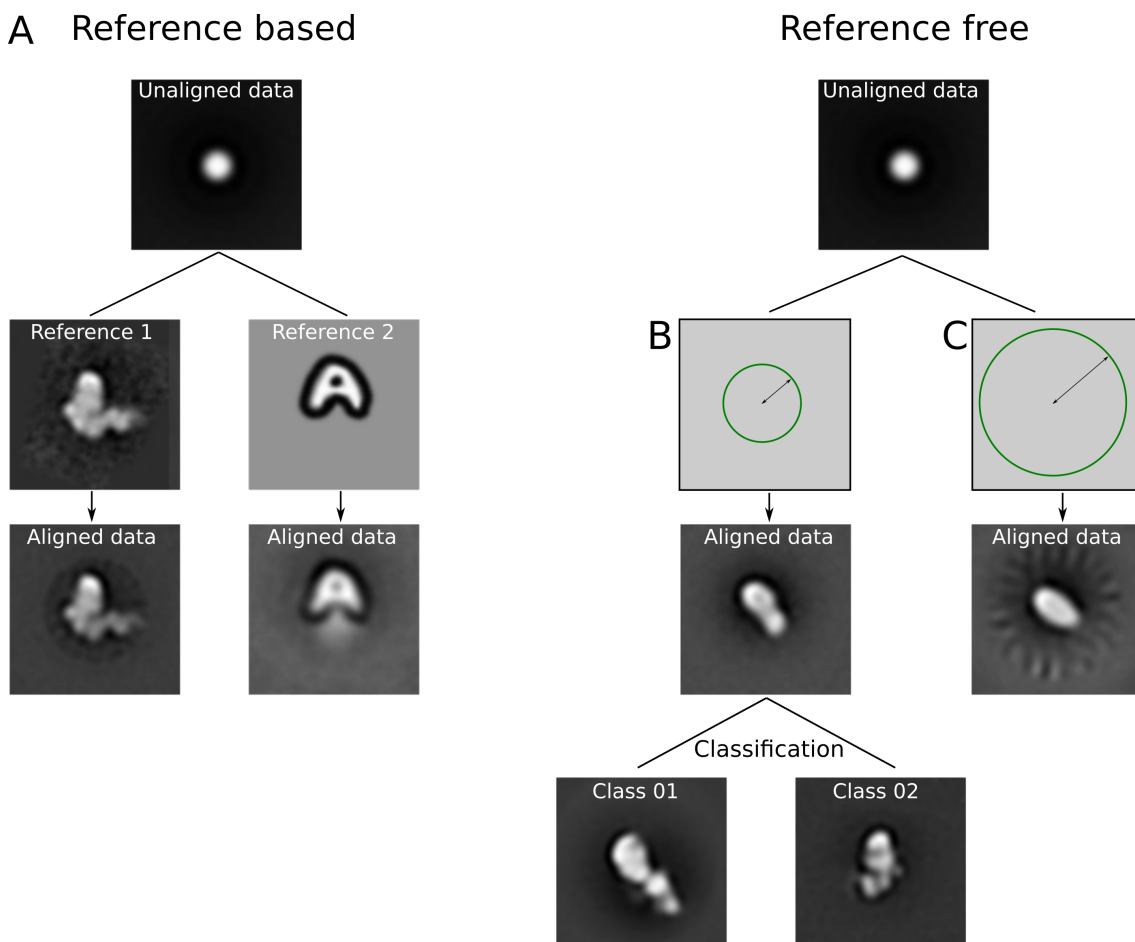 A
Reference based
Reference free
Unaligned data
Unaligned data
Reference 1
Reference 2
B
C
Aligned data
Aligned data
Aligned data
Aligned data
Classification
Class 01
Class 02